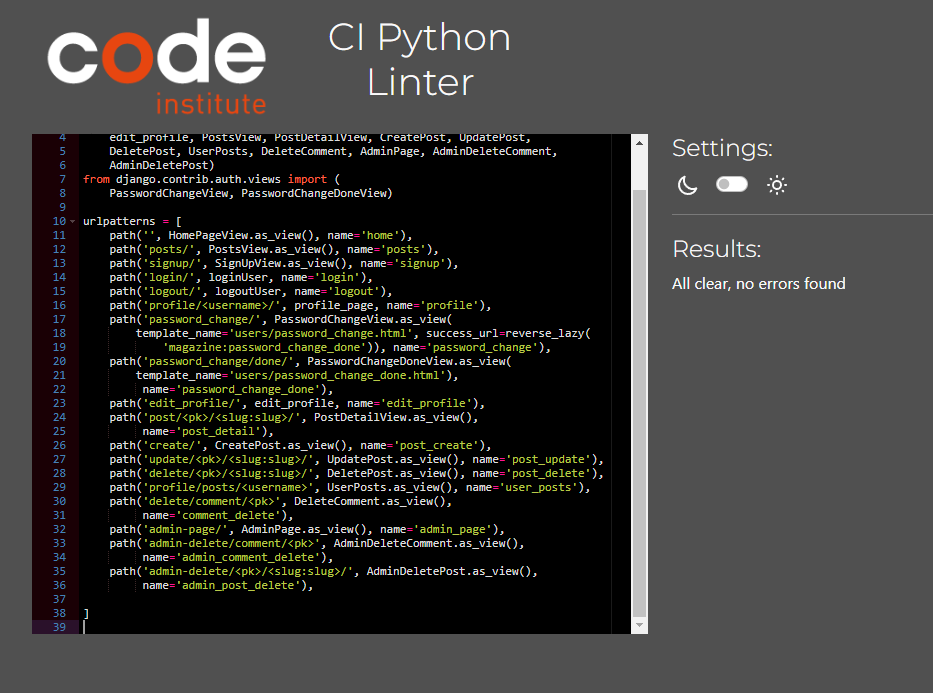 code
institute
CI Python
Linter
4 edit_profile, PostsView, PostDetailView, CreatePost, UpdatePost,
5 DeletePost, UserPosts, DeleteComment, AdminPage, AdminDeleteComment,
6 AdminDeletePost)
7 from django.contrib.auth.views import (
8 PasswordChangeView, PasswordChangeDoneView)
9
10 urlpatterns = [
11 path('', HomePageView.as_view(), name='home'),
12 path('posts/', PostsView.as_view(), name='posts'),
13 path('signup/', SignUpView.as_view(), name='signup'),
14 path('login/', loginUser, name='login'),
15 path('logout/', logoutUser, name='logout'),
16 path('profile/<username>/', profile_page, name='profile'),
17 path('password_change/', PasswordChangeView.as_view(
18 template_name='users/password_change.html', success_url=reverse_lazy(
19 'magazine:password_change_done')), name='password_change'),
20 path('password_change/done/', PasswordChangeDoneView.as_view(
21 template_name='users/password_change_done.html'),
22 name='password_change_done'),
23 path('edit_profile/', edit_profile, name='edit_profile'),
24 path('post/<pk>/<slug:slug>/', PostDetailView.as_view(),
25 name='post_detail'),
26 path('create/', CreatePost.as_view(), name='post_create'),
27 path('update/<pk>/<slug:slug>/', UpdatePost.as_view(), name='post_update'),
28 path('delete/<pk>/<slug:slug>/', DeletePost.as_view(), name='post_delete'),
29 path('profile/posts/<username>', UserPosts.as_view(), name='user_posts'),
30 path('delete/comment/<pk>', DeleteComment.as_view(),
31 name='comment_delete'),
32 path('admin-page/', AdminPage.as_view(), name='admin_page'),
33 path('admin-delete/comment/<pk>', AdminDeleteComment.as_view(),
34 name='admin_comment_delete'),
35 path('admin-delete/<pk>/<slug:slug>/', AdminDeletePost.as_view(),
36 name='admin_post_delete'),
37
38 ]
39
Settings:
Results:
All clear, no errors found